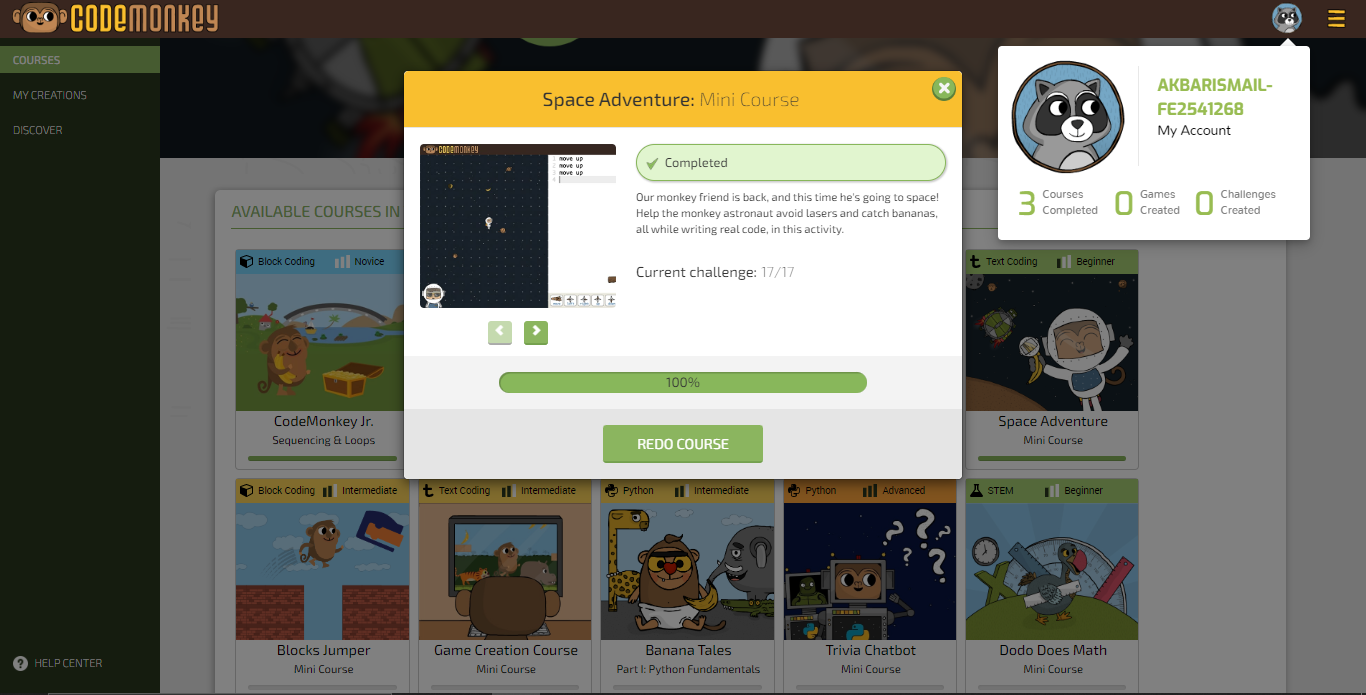 CODEMONKEY
COURSES
MY CREATIONS
DISCOVER
HELP CENTER
AKBARISMAIL-
FE2541268
My Account
3 Courses Completed
0 Games Created
0 Challenges Created
Space Adventure: Mini Course
CODEMONKEY
1 move up
2 move up
3 move up
4
Completed
Our monkey friend is back, and this time he's going to space!
Help the monkey astronaut avoid lasers and catch bananas,
all while writing real code, in this activity.
Current challenge: 17/17
100%
REDO COURSE
AVAILABLE COURSES IN
Block Coding Novice
CodeMonkey Jr.
Sequencing & Loops
Text Coding Beginner
Space Adventure
Mini Course
Block Coding Intermediate
Blocks Jumper
Mini Course
Text Coding Intermediate
Game Creation Course
Mini Course
Python Intermediate
Banana Tales
Part I: Python Fundamentals
Python Advanced
Trivia Chatbot
Mini Course
STEM Beginner
Dodo Does Math
Mini Course